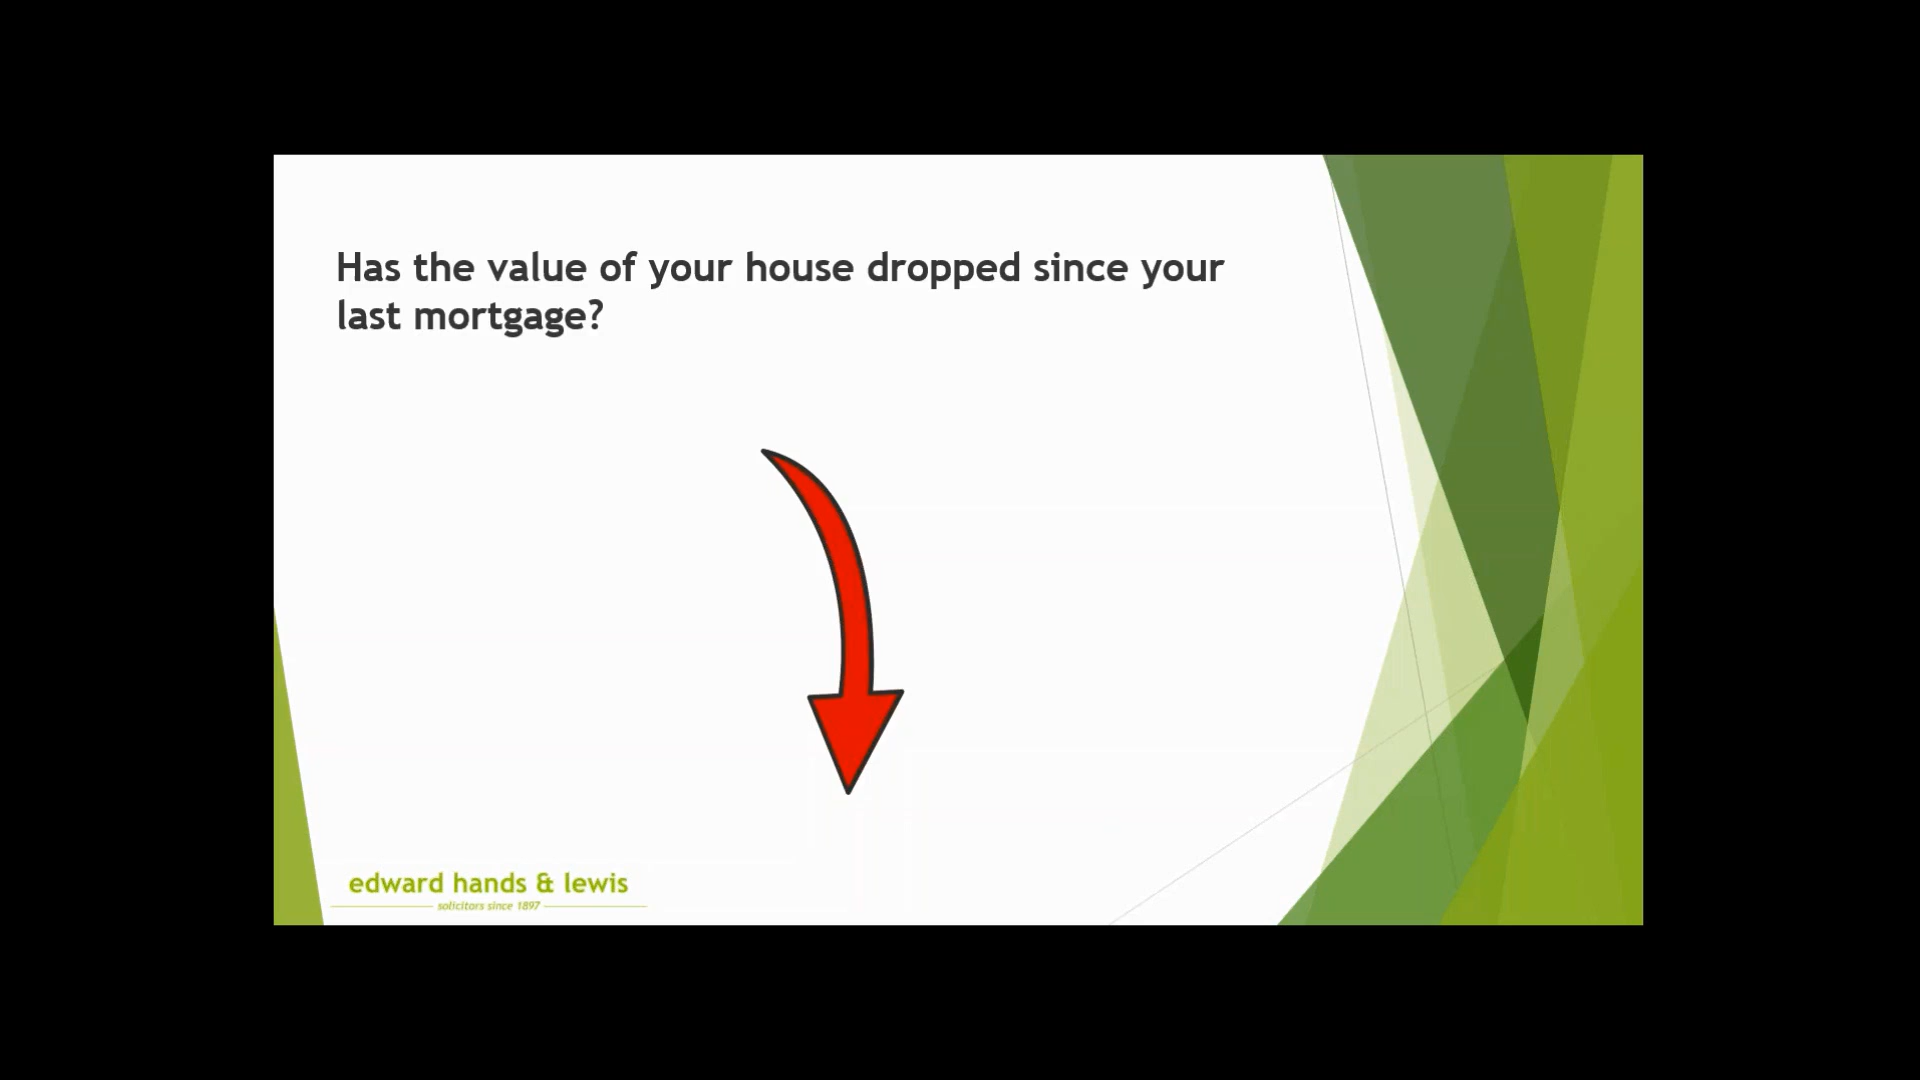 Has the value of your house dropped since your
last mortgage?
edward hands & lewis
solicitors since 1897